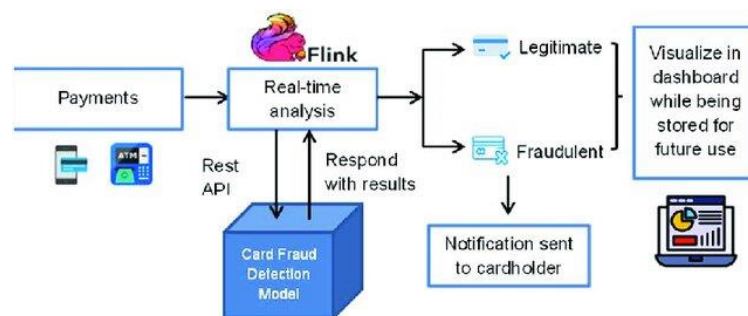 Flink
Payments
Real-time
analysis
Legitimate
Fraudulent
Visualize in
dashboard
while being
stored for
future use
ATM
Rest
API
Respond
with results
Card Fraud
Detection
Model
Notification sent
to cardholder